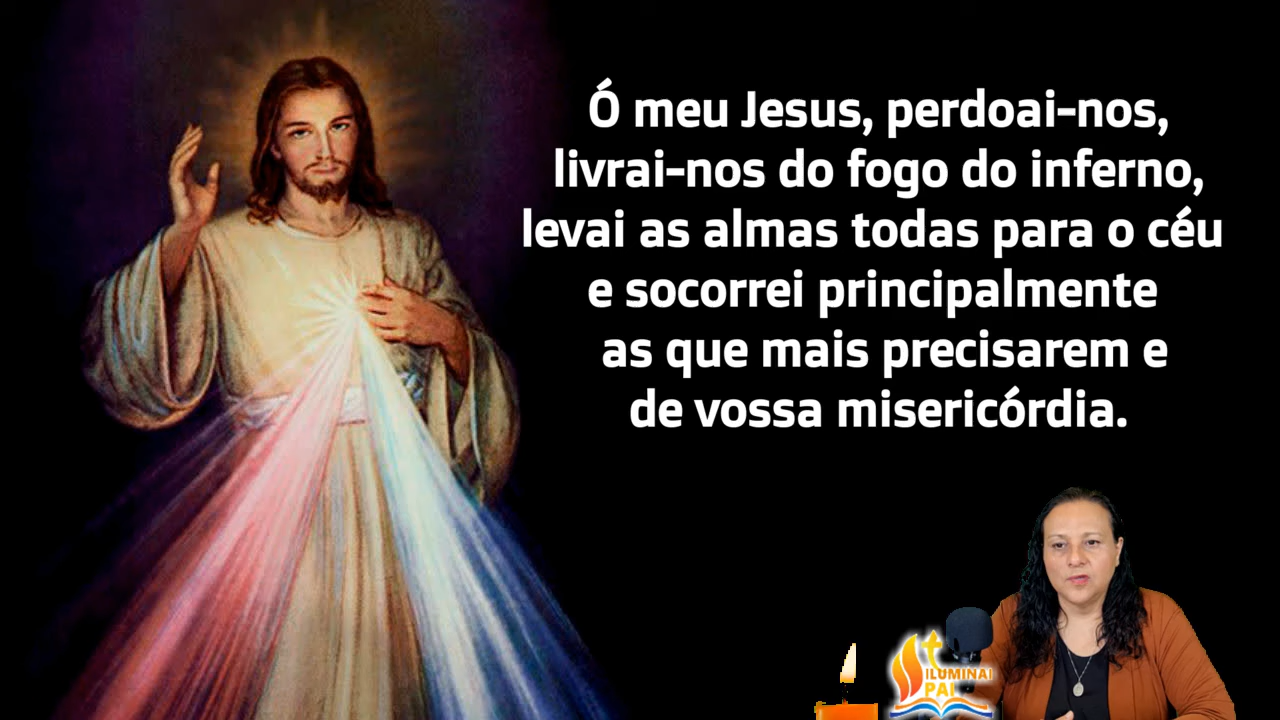 Ó meu Jesus, perdoai-nos,
livrai-nos do fogo do inferno,
levai as almas todas para o céu
e socorrei principalmente
as que mais precisarem e
de vossa misericórdia.
ILUMINAI
PAI